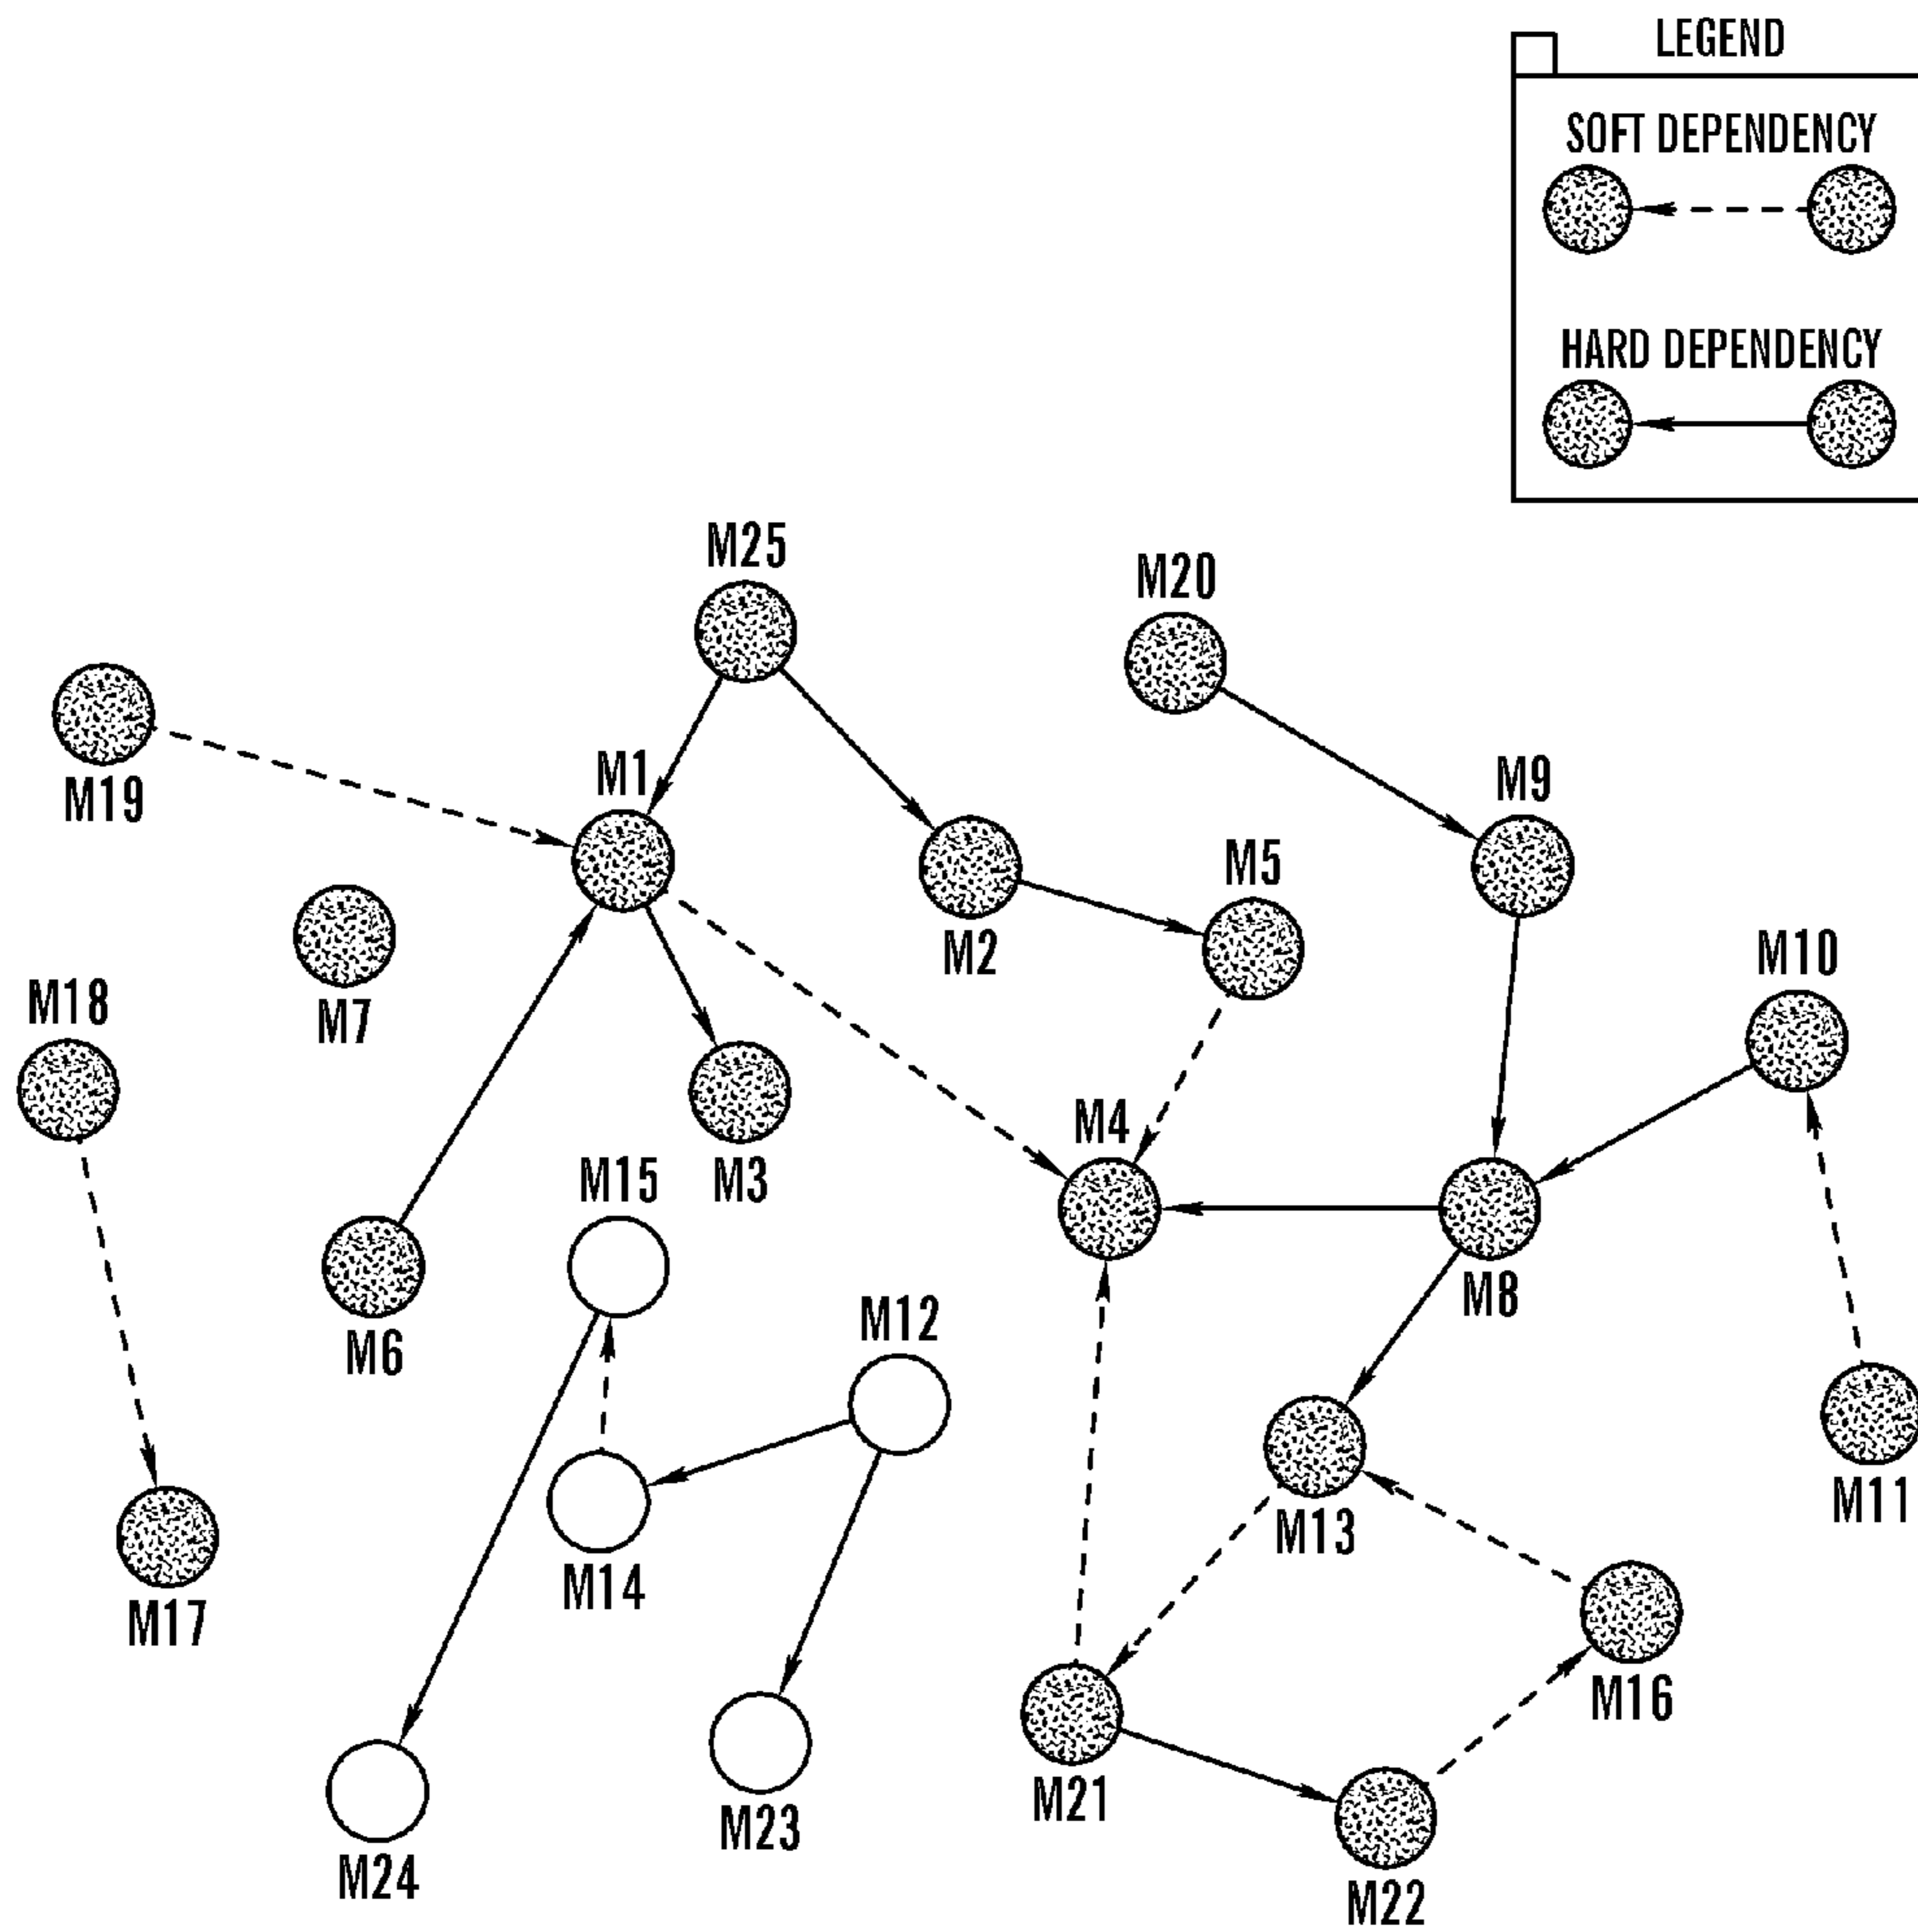 LEGEND
SOFT DEPENDENCY
HARD DEPENDENCY
M25
M20
M19
M1
M9
M5
M2
M10
M7
M18
M4
M3
M15
M8
M12
M6
M11
M13
M14
M17
M16
M21
M23
M24
M22